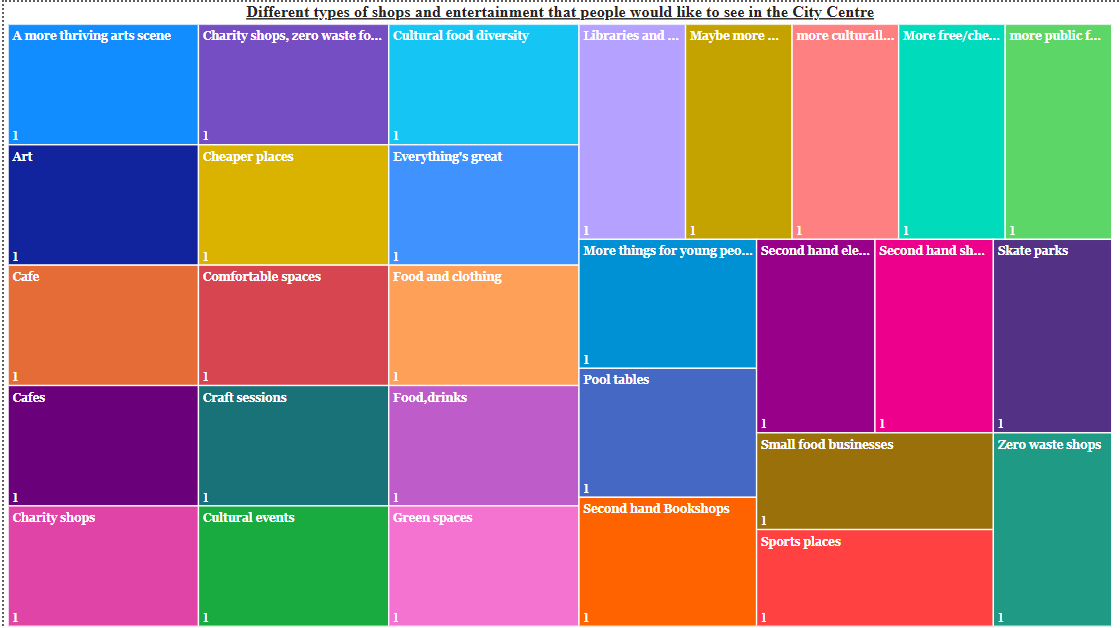 Different types of shops and entertainment that people would like to see in the City Centre
A more thriving arts scene
1
Art
1
Cafe
1
Cafes
1
Charity shops
1
Charity shops, zero waste fo...
1
Cheaper places
1
Comfortable spaces
1
Craft sessions
1
Cultural events
1
Cultural food diversity
1
Everything's great
1
Food and clothing
1
Food,drinks
1
Green spaces
1
Libraries and ...
1
Maybe more ...
1
more culturall...
1
More free/che...
1
more public f...
1
More things for young peo...
1
Pool tables
1
Second hand Bookshops
1
Second hand ele...
1
Second hand sh...
1
Skate parks
1
Small food businesses
1
Sports places
1
Zero waste shops
1